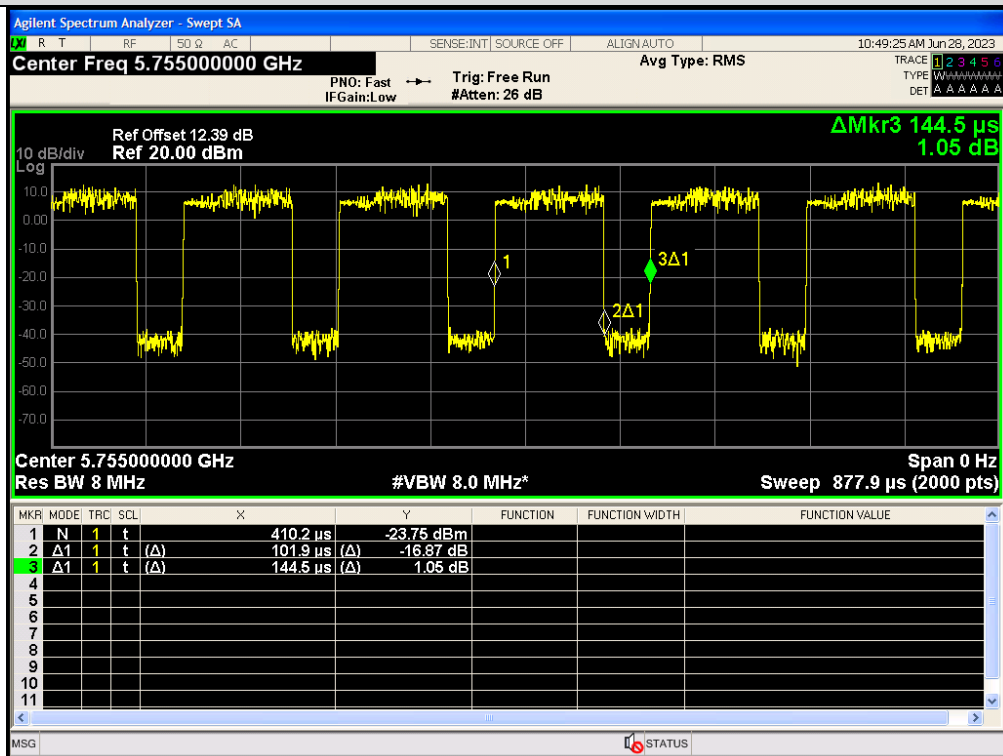 Agilent Spectrum Analyzer - Swept SA
LXI R T RF 50 Ω AC SENSE:INT SOURCE OFF ALIGN AUTO 10:49:25 AM Jun 28, 2023
Center Freq 5.755000000 GHz Avg Type: RMS TRACE 1 2 3 4 5 6
PNO: Fast Trig: Free Run TYPE W
IFGain:Low #Atten: 26 dB DET A A A A A A
ΔMkr3 144.5 µs
1.05 dB
Ref Offset 12.39 dB
10 dB/div Ref 20.00 dBm
Log
10.0
0.00
-10.0
-20.0
-30.0
-40.0
-50.0
-60.0
-70.0
1
3Δ1
2Δ1
Center 5.755000000 GHz Span 0 Hz
Res BW 8 MHz #VBW 8.0 MHz* Sweep 877.9 µs (2000 pts)
MKR MODE TRC SCL X Y FUNCTION FUNCTION WIDTH FUNCTION VALUE
1 N 1 t 410.2 µs -23.75 dBm
2 Δ1 1 t (Δ) 101.9 µs (Δ) -16.87 dB
3 Δ1 1 t (Δ) 144.5 µs (Δ) 1.05 dB
4
5
6
7
8
9
10
11
MSG STATUS